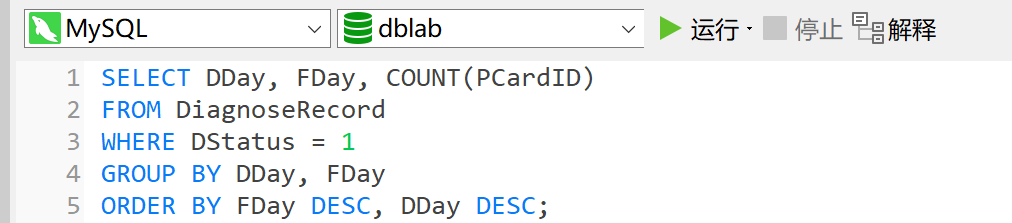 MySQL dblab 运行 停止 解释
1 SELECT DDay, FDay, COUNT(PCardID)
2 FROM DiagnoseRecord
3 WHERE DStatus = 1
4 GROUP BY DDay, FDay
5 ORDER BY FDay DESC, DDay DESC;